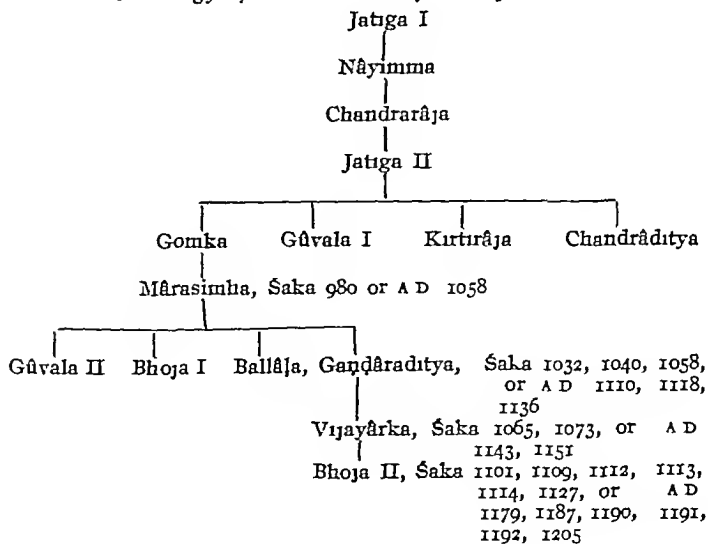 Jatiga I
Nâyimma
Chandrarâja
Jatiga II
Gomka Gûvala I Kirtirâja Chandrâditya
Mârasimha, Śaka 980 or A D 1058
Gûvala II Bhoja I Ballâḷa, Gaṇḍâraditya, Śaka 1032, 1040, 1058,
or A D 1110, 1118,
1136
Vijayârka, Śaka 1065, 1073, or A D
1143, 1151
Bhoja II, Śaka 1101, 1109, 1112, 1113,
1114, 1127, or A D
1179, 1187, 1190, 1191,
1192, 1205